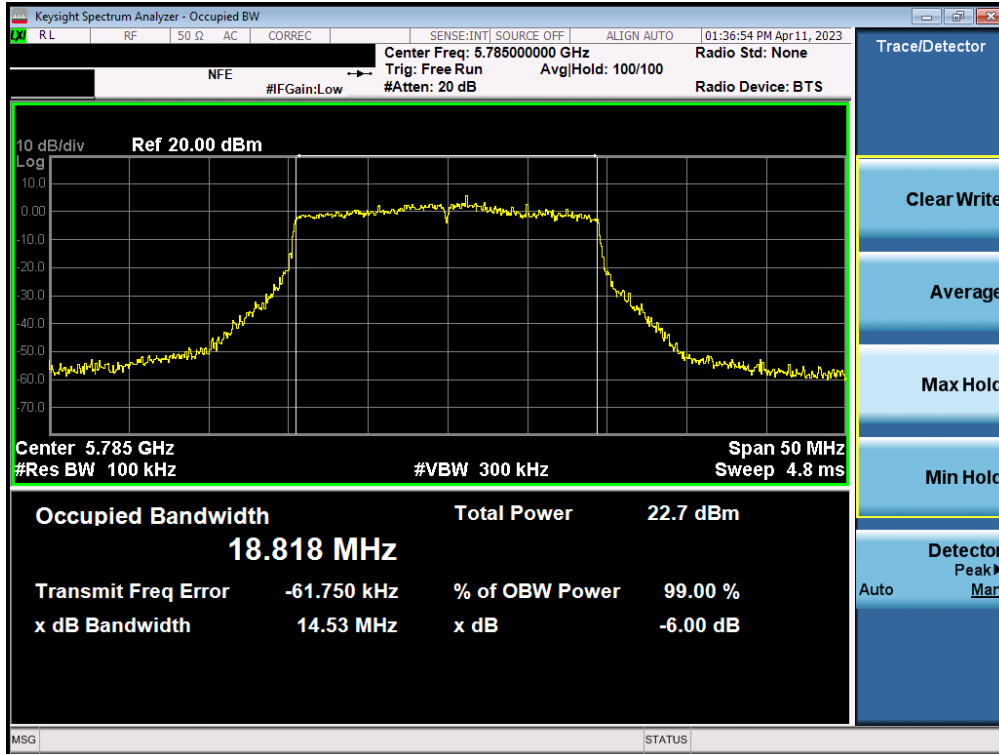 Keysight Spectrum Analyzer - Occupied BW
LXI RL RF 50 Ω AC CORREC SENSE:INT SOURCE OFF ALIGN AUTO 01:36:54 PM Apr 11, 2023
Center Freq: 5.785000000 GHz Radio Std: None
NFE Trig: Free Run Avg|Hold: 100/100
#IFGain:Low #Atten: 20 dB Radio Device: BTS
Trace/Detector
10 dB/div Ref 20.00 dBm
Log
10.0
0.00
-10.0
-20.0
-30.0
-40.0
-50.0
-60.0
-70.0
Center 5.785 GHz Span 50 MHz
#Res BW 100 kHz #VBW 300 kHz Sweep 4.8 ms
Occupied Bandwidth Total Power 22.7 dBm
18.818 MHz
Transmit Freq Error -61.750 kHz % of OBW Power 99.00 %
x dB Bandwidth 14.53 MHz x dB -6.00 dB
Clear Write
Average
Max Hold
Min Hold
Detector
Peak
Auto Man
MSG STATUS